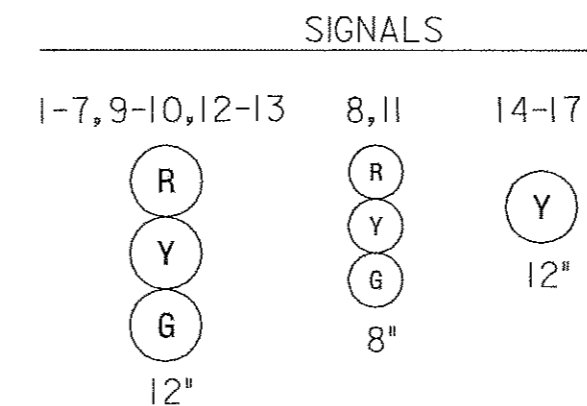 SIGNALS
1-7, 9-10, 12-13 8, 11 14-17
R R
Y Y Y
G G
12" 8" 12"